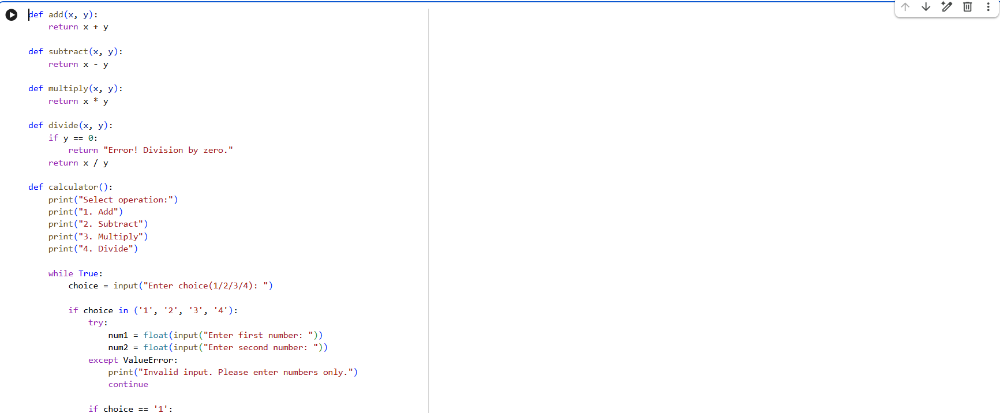 def add(x, y):
    return x + y

def subtract(x, y):
    return x - y

def multiply(x, y):
    return x * y

def divide(x, y):
    if y == 0:
        return "Error! Division by zero."
    return x / y

def calculator():
    print("Select operation:")
    print("1. Add")
    print("2. Subtract")
    print("3. Multiply")
    print("4. Divide")

    while True:
        choice = input("Enter choice(1/2/3/4): ")

        if choice in ('1', '2', '3', '4'):
            try:
                num1 = float(input("Enter first number: "))
                num2 = float(input("Enter second number: "))
            except ValueError:
                print("Invalid input. Please enter numbers only.")
                continue

            if choice == '1':